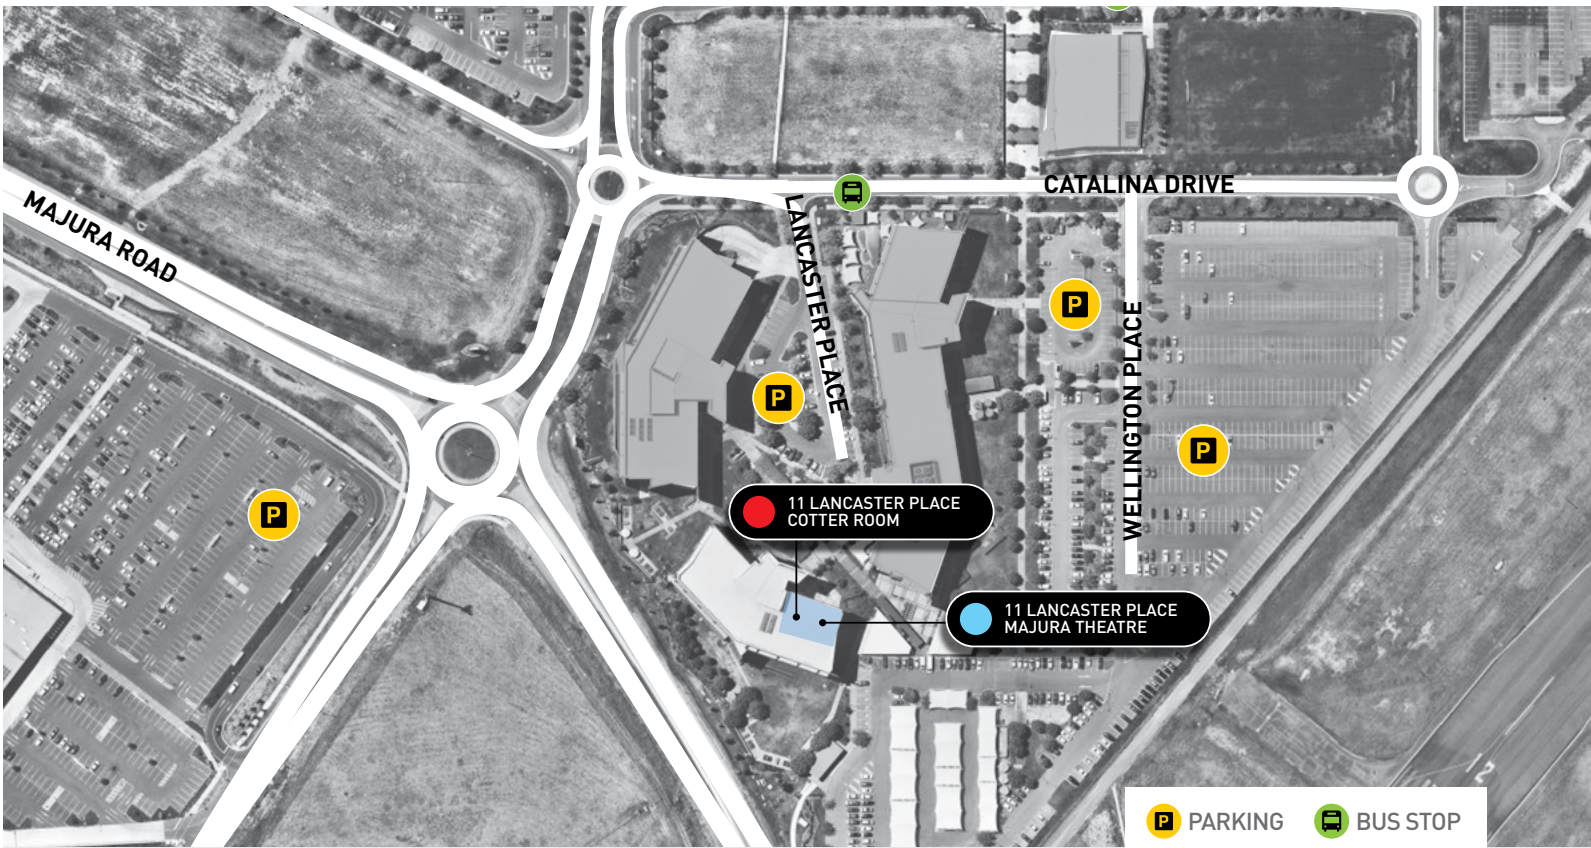 CATALINA DRIVE
MAJURA ROAD
LANCASTER PLACE
P
WELLINGTON PLACE
P
P
P
11 LANCASTER PLACE
COTTER ROOM
11 LANCASTER PLACE
MAJURA THEATRE
12
P PARKING
BUS STOP